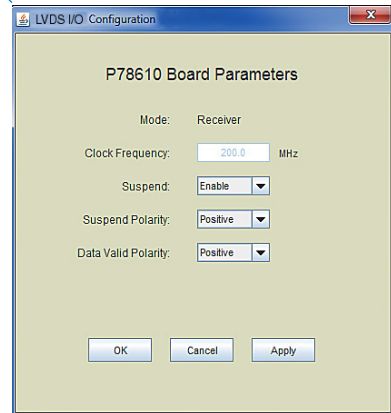 LVDS I/O Configuration
P78610 Board Parameters
Mode: Receiver
Clock Frequency: 200.0 MHz
Suspend: Enable
Suspend Polarity: Positive
Data Valid Polarity: Positive
OK Cancel Apply